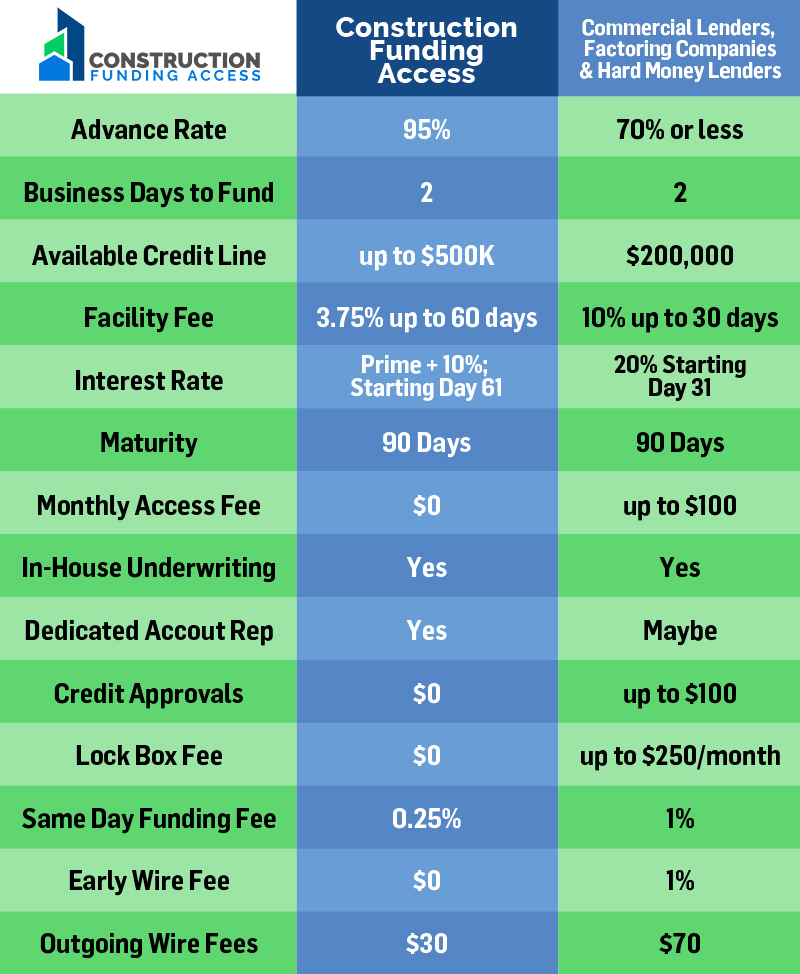 CONSTRUCTION
FUNDING ACCESS
Construction
Funding
Access
Commercial Lenders,
Factoring Companies
& Hard Money Lenders
Advance Rate
95%
70% or less
Business Days to Fund
2
2
Available Credit Line
up to $500K
$200,000
Facility Fee
3.75% up to 60 days
10% up to 30 days
Interest Rate
Prime + 10%;
Starting Day 61
20% Starting
Day 31
Maturity
90 Days
90 Days
Monthly Access Fee
$0
up to $100
In-House Underwriting
Yes
Yes
Dedicated Accout Rep
Yes
Maybe
Credit Approvals
$0
up to $100
Lock Box Fee
$0
up to $250/month
Same Day Funding Fee
0.25%
1%
Early Wire Fee
$0
1%
Outgoing Wire Fees
$30
$70